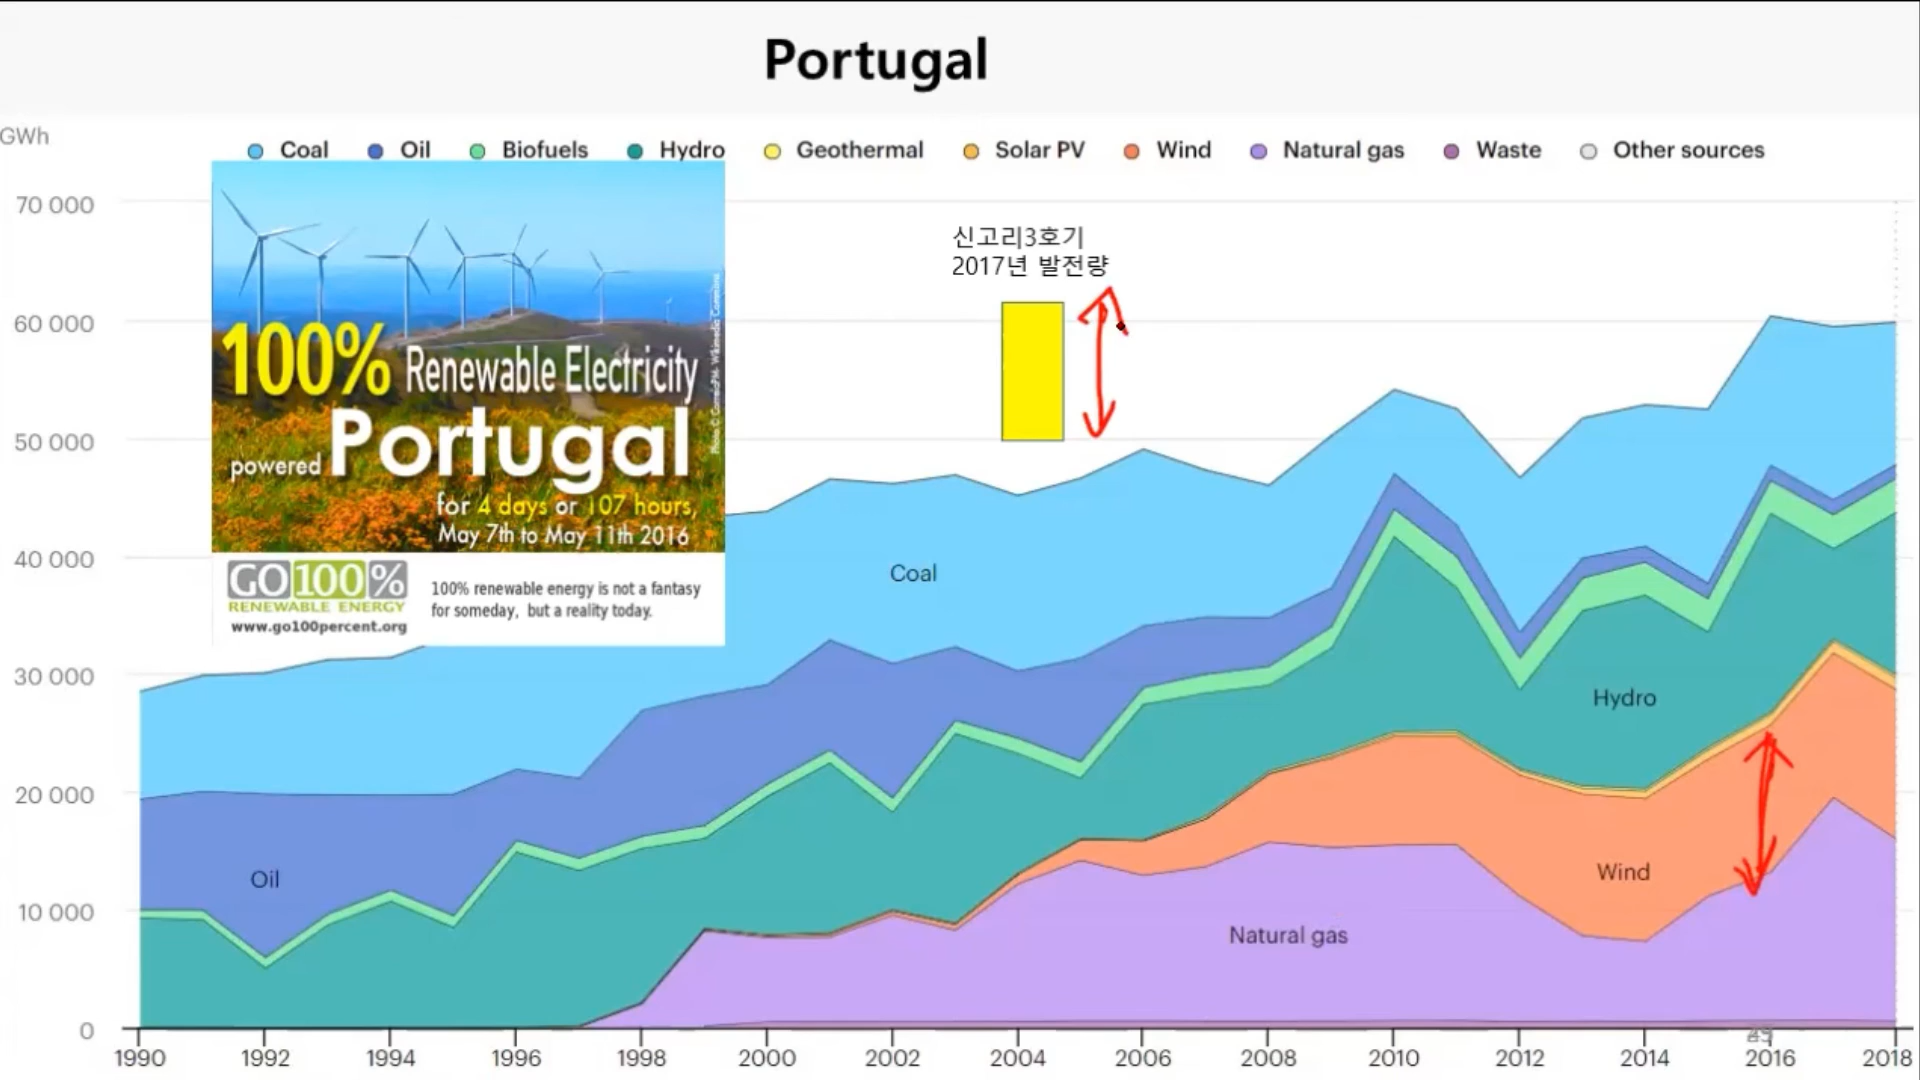 Portugal
GWh
Coal
Oil
Biofuels
Hydro
Geothermal
Solar PV
Wind
Natural gas
Waste
Other sources
70 000
60 000
50 000
40 000
30 000
20 000
10 000
0
신고리3호기
2017년 발전량
100% Renewable Electricity
powered Portugal
for 4 days or 107 hours,
May 7th to May 11th 2016
GO100%
RENEWABLE ENERGY
www.go100percent.org
100% renewable energy is not a fantasy
for someday, but a reality today.
Coal
Oil
Hydro
Wind
Natural gas
1990 1992 1994 1996 1998 2000 2002 2004 2006 2008 2010 2012 2014 2016 2018